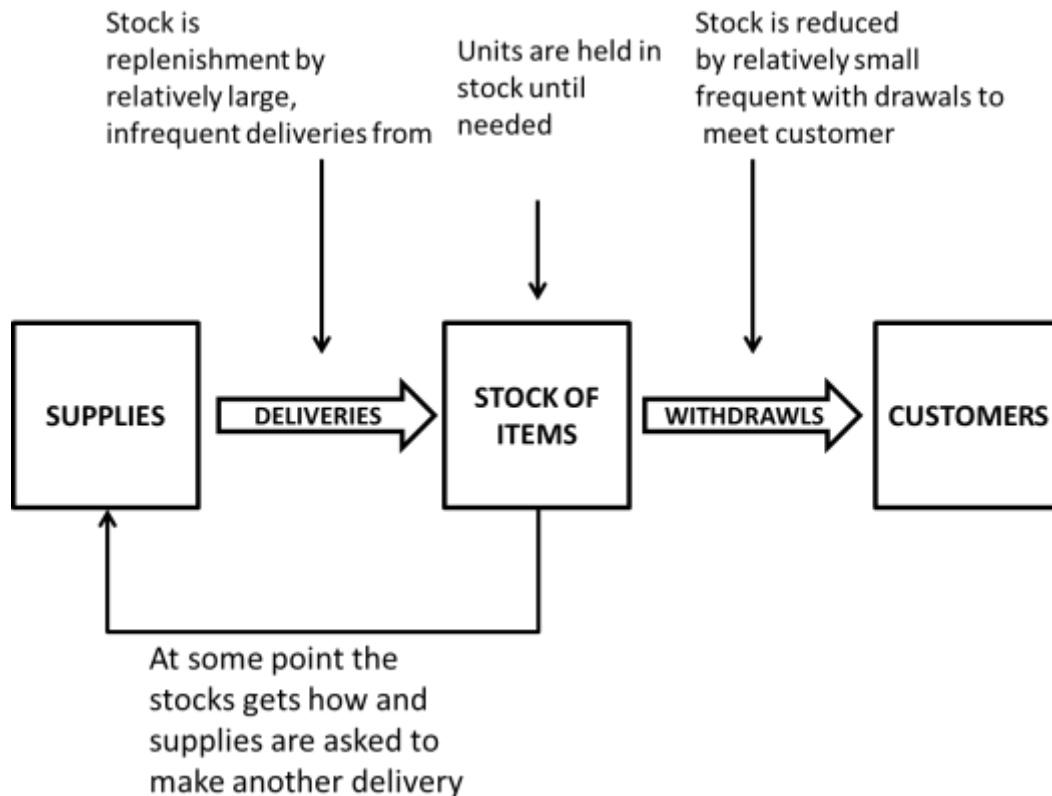 Stock is
replenishment by
relatively large,
infrequent deliveries from
Units are held in
stock until
needed
Stock is reduced
by relatively small
frequent with drawals to
meet customer
SUPPLIES
DELIVERIES
STOCK OF
ITEMS
WITHDRAWLS
CUSTOMERS
At some point the
stocks gets how and
supplies are asked to
make another delivery